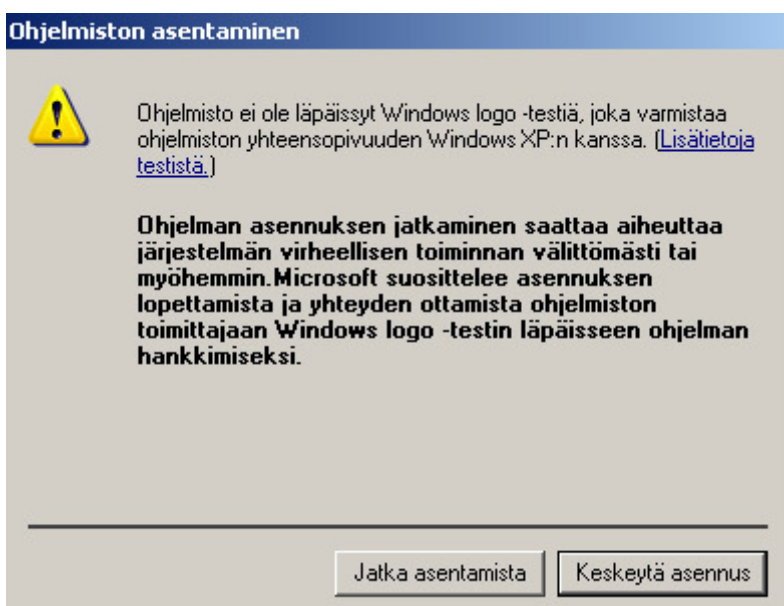 Ohjelmiston asentaminen
Ohjelmisto ei ole läpäissyt Windows logo -testiä, joka varmistaa
ohjelmiston yhteensopivuuden Windows XP:n kanssa. (Lisätietoja
testistä.)
Ohjelman asennuksen jatkaminen saattaa aiheuttaa
järjestelmän virheellisen toiminnan välittömästi tai
myöhemmin.Microsoft suosittelee asennuksen
lopettamista ja yhteyden ottamista ohjelmiston
toimittajaan Windows logo -testin läpäisseen ohjelman
hankkimiseksi.
Jatka asentamista Keskeytä asennus